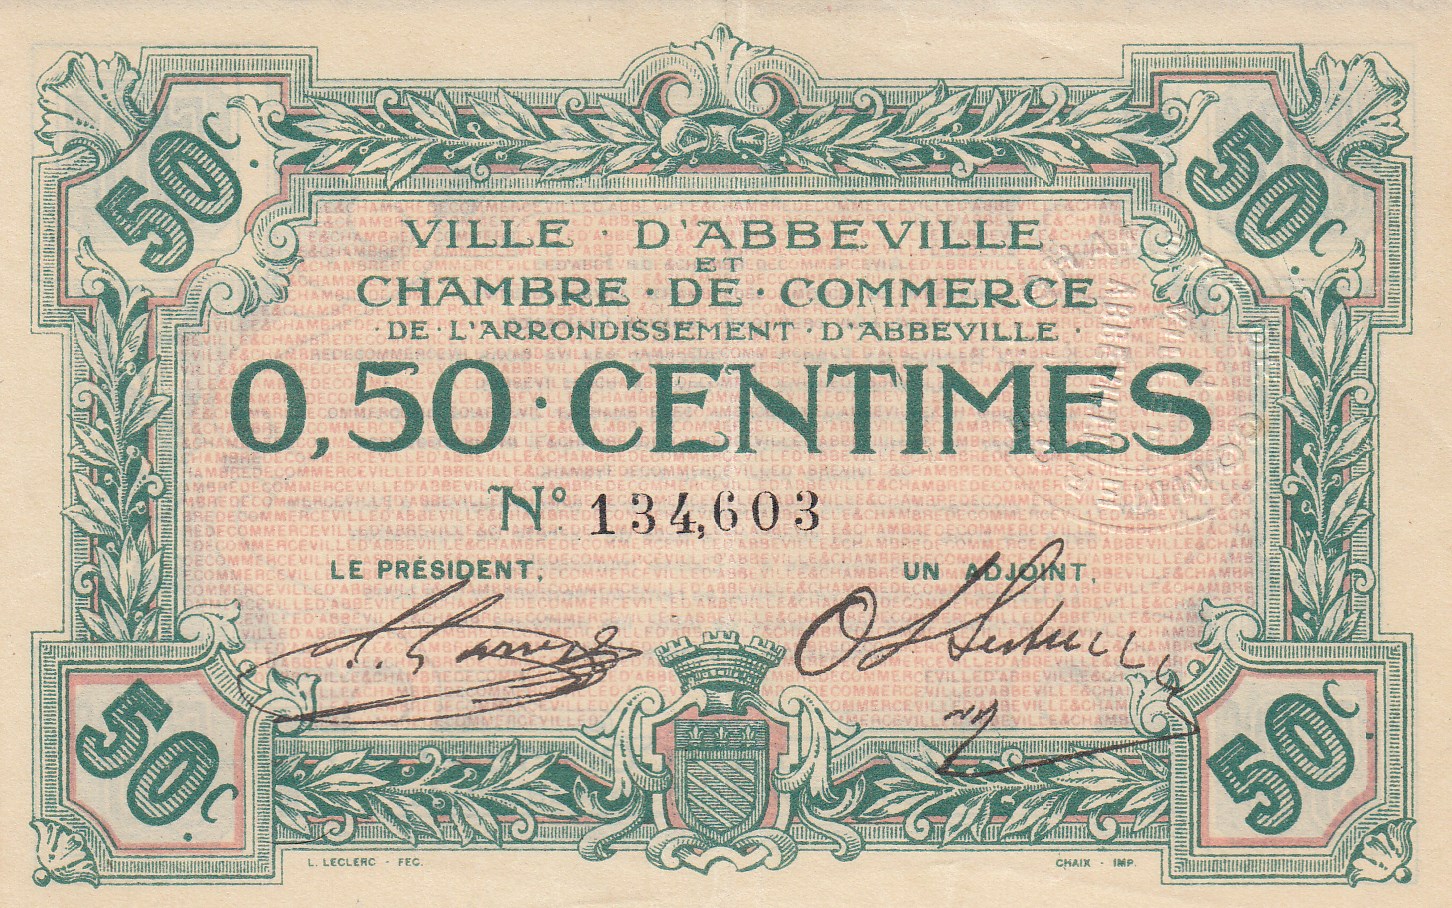 50C.
50C.
VILLE · D'ABBEVILLE
ET
CHAMBRE · DE · COMMERCE
· DE · L'ARRONDISSEMENT · D'ABBEVILLE ·
0,50 · CENTIMES
No. 134,603
LE PRÉSIDENT,
UN ADJOINT,
50C.
50C.
L. LECLERC - FEC.
CHAIX - IMP.